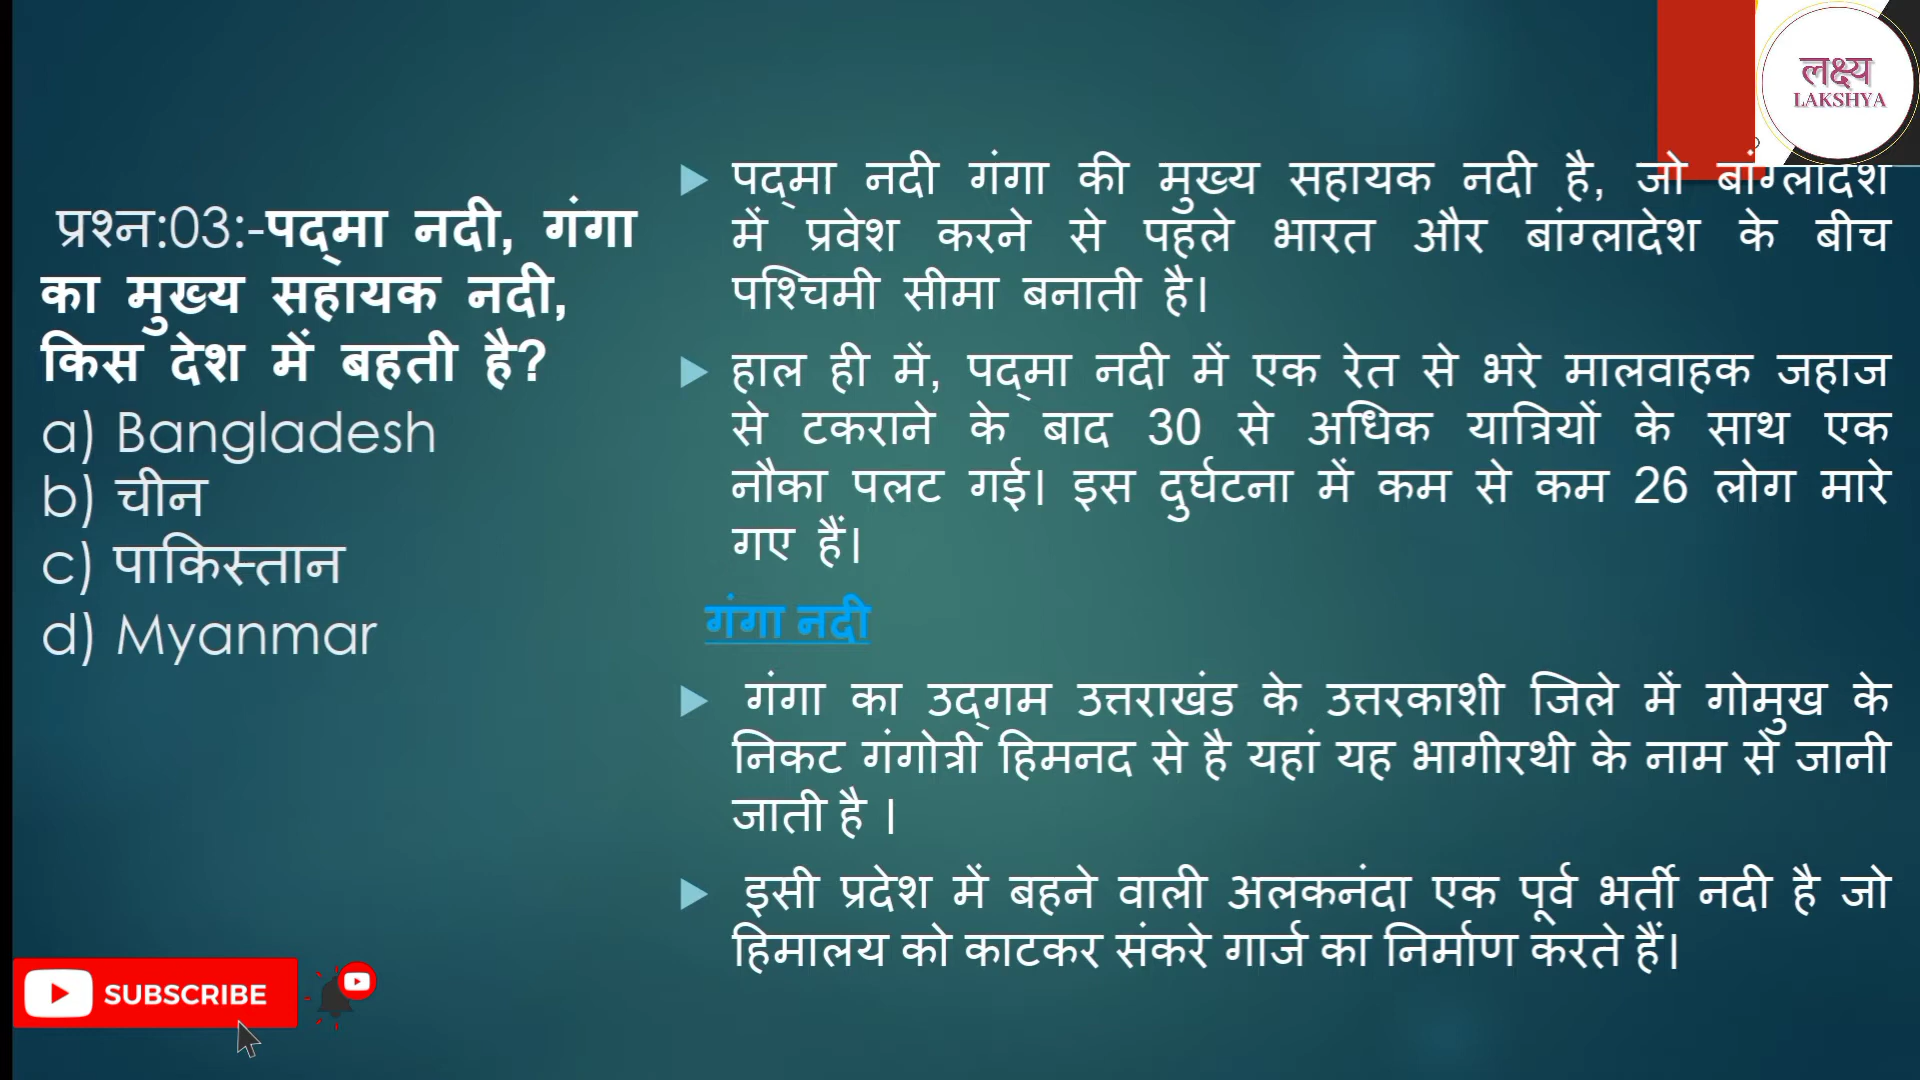 लक्ष्य
LAKSHYA
प्रश्न:03:-पद्मा नदी, गंगा
का मुख्य सहायक नदी,
किस देश में बहती है?
a) Bangladesh
b) चीन
c) पाकिस्तान
d) Myanmar
पद्मा नदी गंगा की मुख्य सहायक नदी है, जो बांग्लादेश
में प्रवेश करने से पहले भारत और बांग्लादेश के बीच
पश्चिमी सीमा बनाती है।
हाल ही में, पद्मा नदी में एक रेत से भरे मालवाहक जहाज
से टकराने के बाद 30 से अधिक यात्रियों के साथ एक
नौका पलट गई। इस दुर्घटना में कम से कम 26 लोग मारे
गए हैं।
गंगा नदी
गंगा का उद्गम उत्तराखंड के उत्तरकाशी जिले में गोमुख के
निकट गंगोत्री हिमनद से है यहां यह भागीरथी के नाम से जानी
जाती है ।
इसी प्रदेश में बहने वाली अलकनंदा एक पूर्व भर्ती नदी है जो
हिमालय को काटकर संकरे गार्ज का निर्माण करते हैं।
SUBSCRIBE